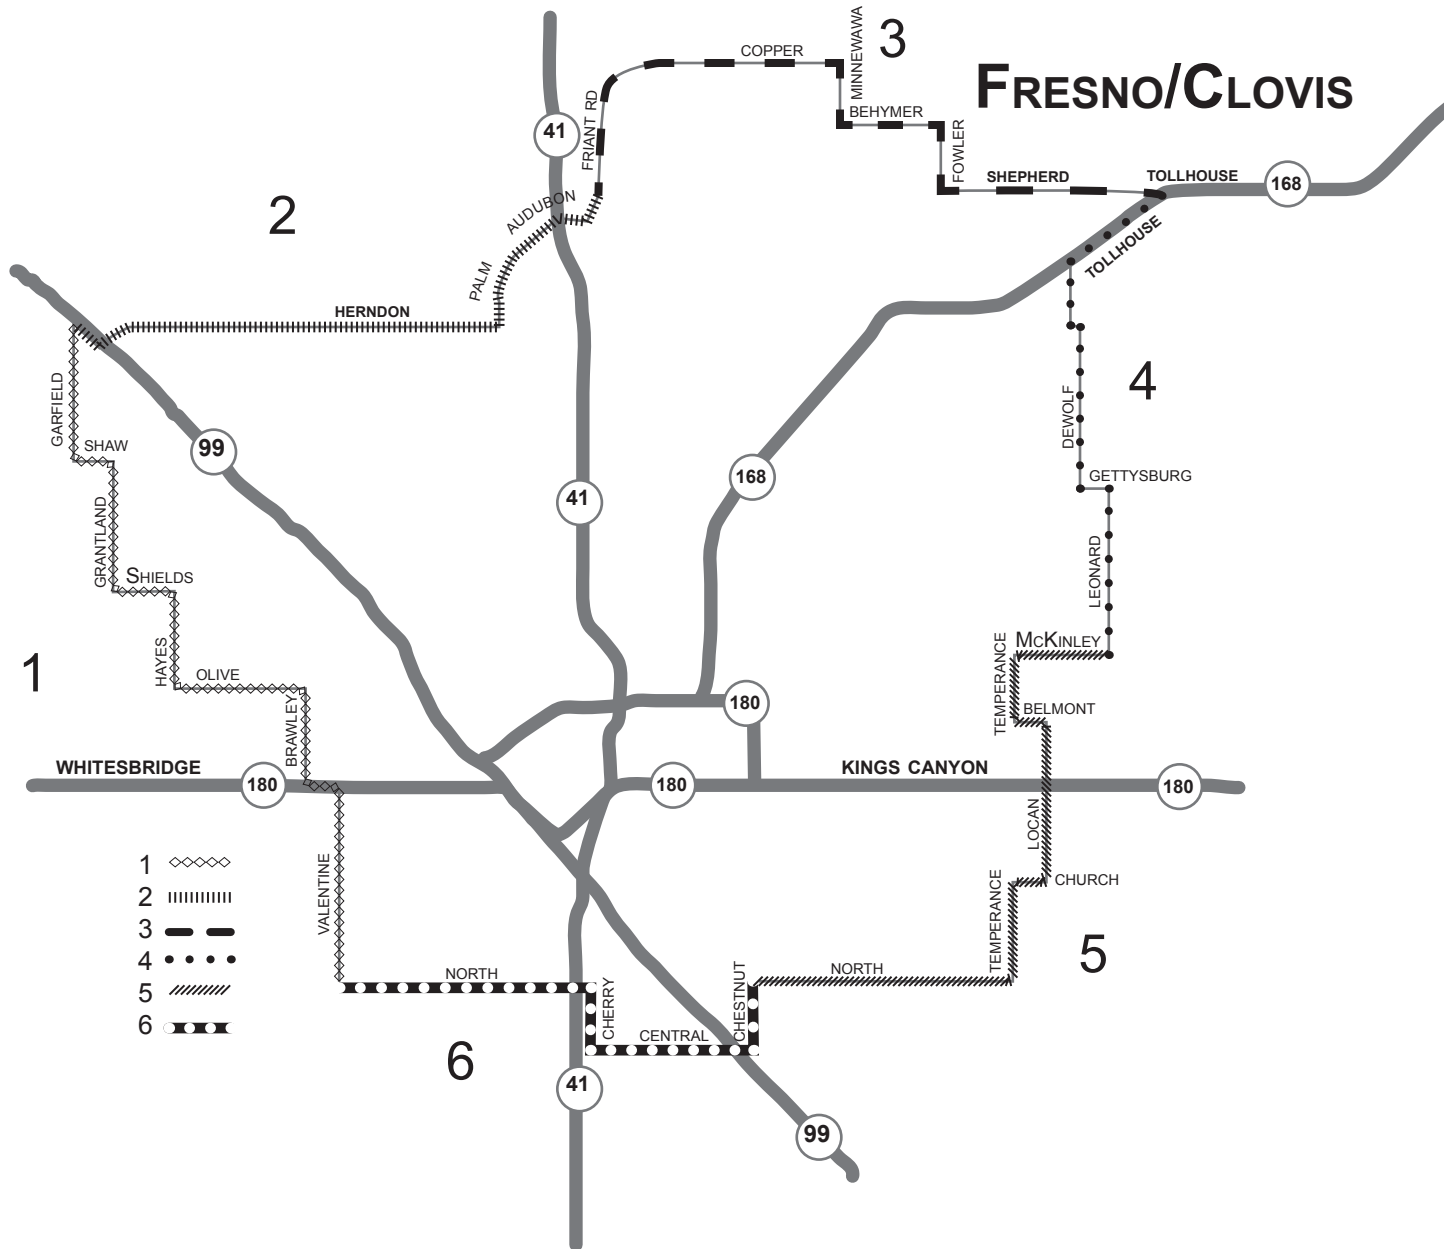 COPPER
MINNEWAWA
3
FRESNO/CLOVIS
41
FRIANT RD
BEHYMER
FOWLER
SHEPHERD
TOLLHOUSE
168
2
AUDUBON
TOLLHOUSE
PALM
HERNDON
GARFIELD
SHAW
99
4
DEWOLF
168
GETTYSBURG
41
GRANTLAND
SHIELDS
LEONARD
HAYES
1
OLIVE
MCKINLEY
TEMPERANCE
BELMONT
BRAWLEY
180
WHITESBRIDGE
180
180
KINGS CANYON
180
LOCAN
VALENTINE
CHURCH
TEMPERANCE
1
2
3
4
5
6
5
NORTH
CHERRY
CHESTNUT
NORTH
CENTRAL
6
41
99